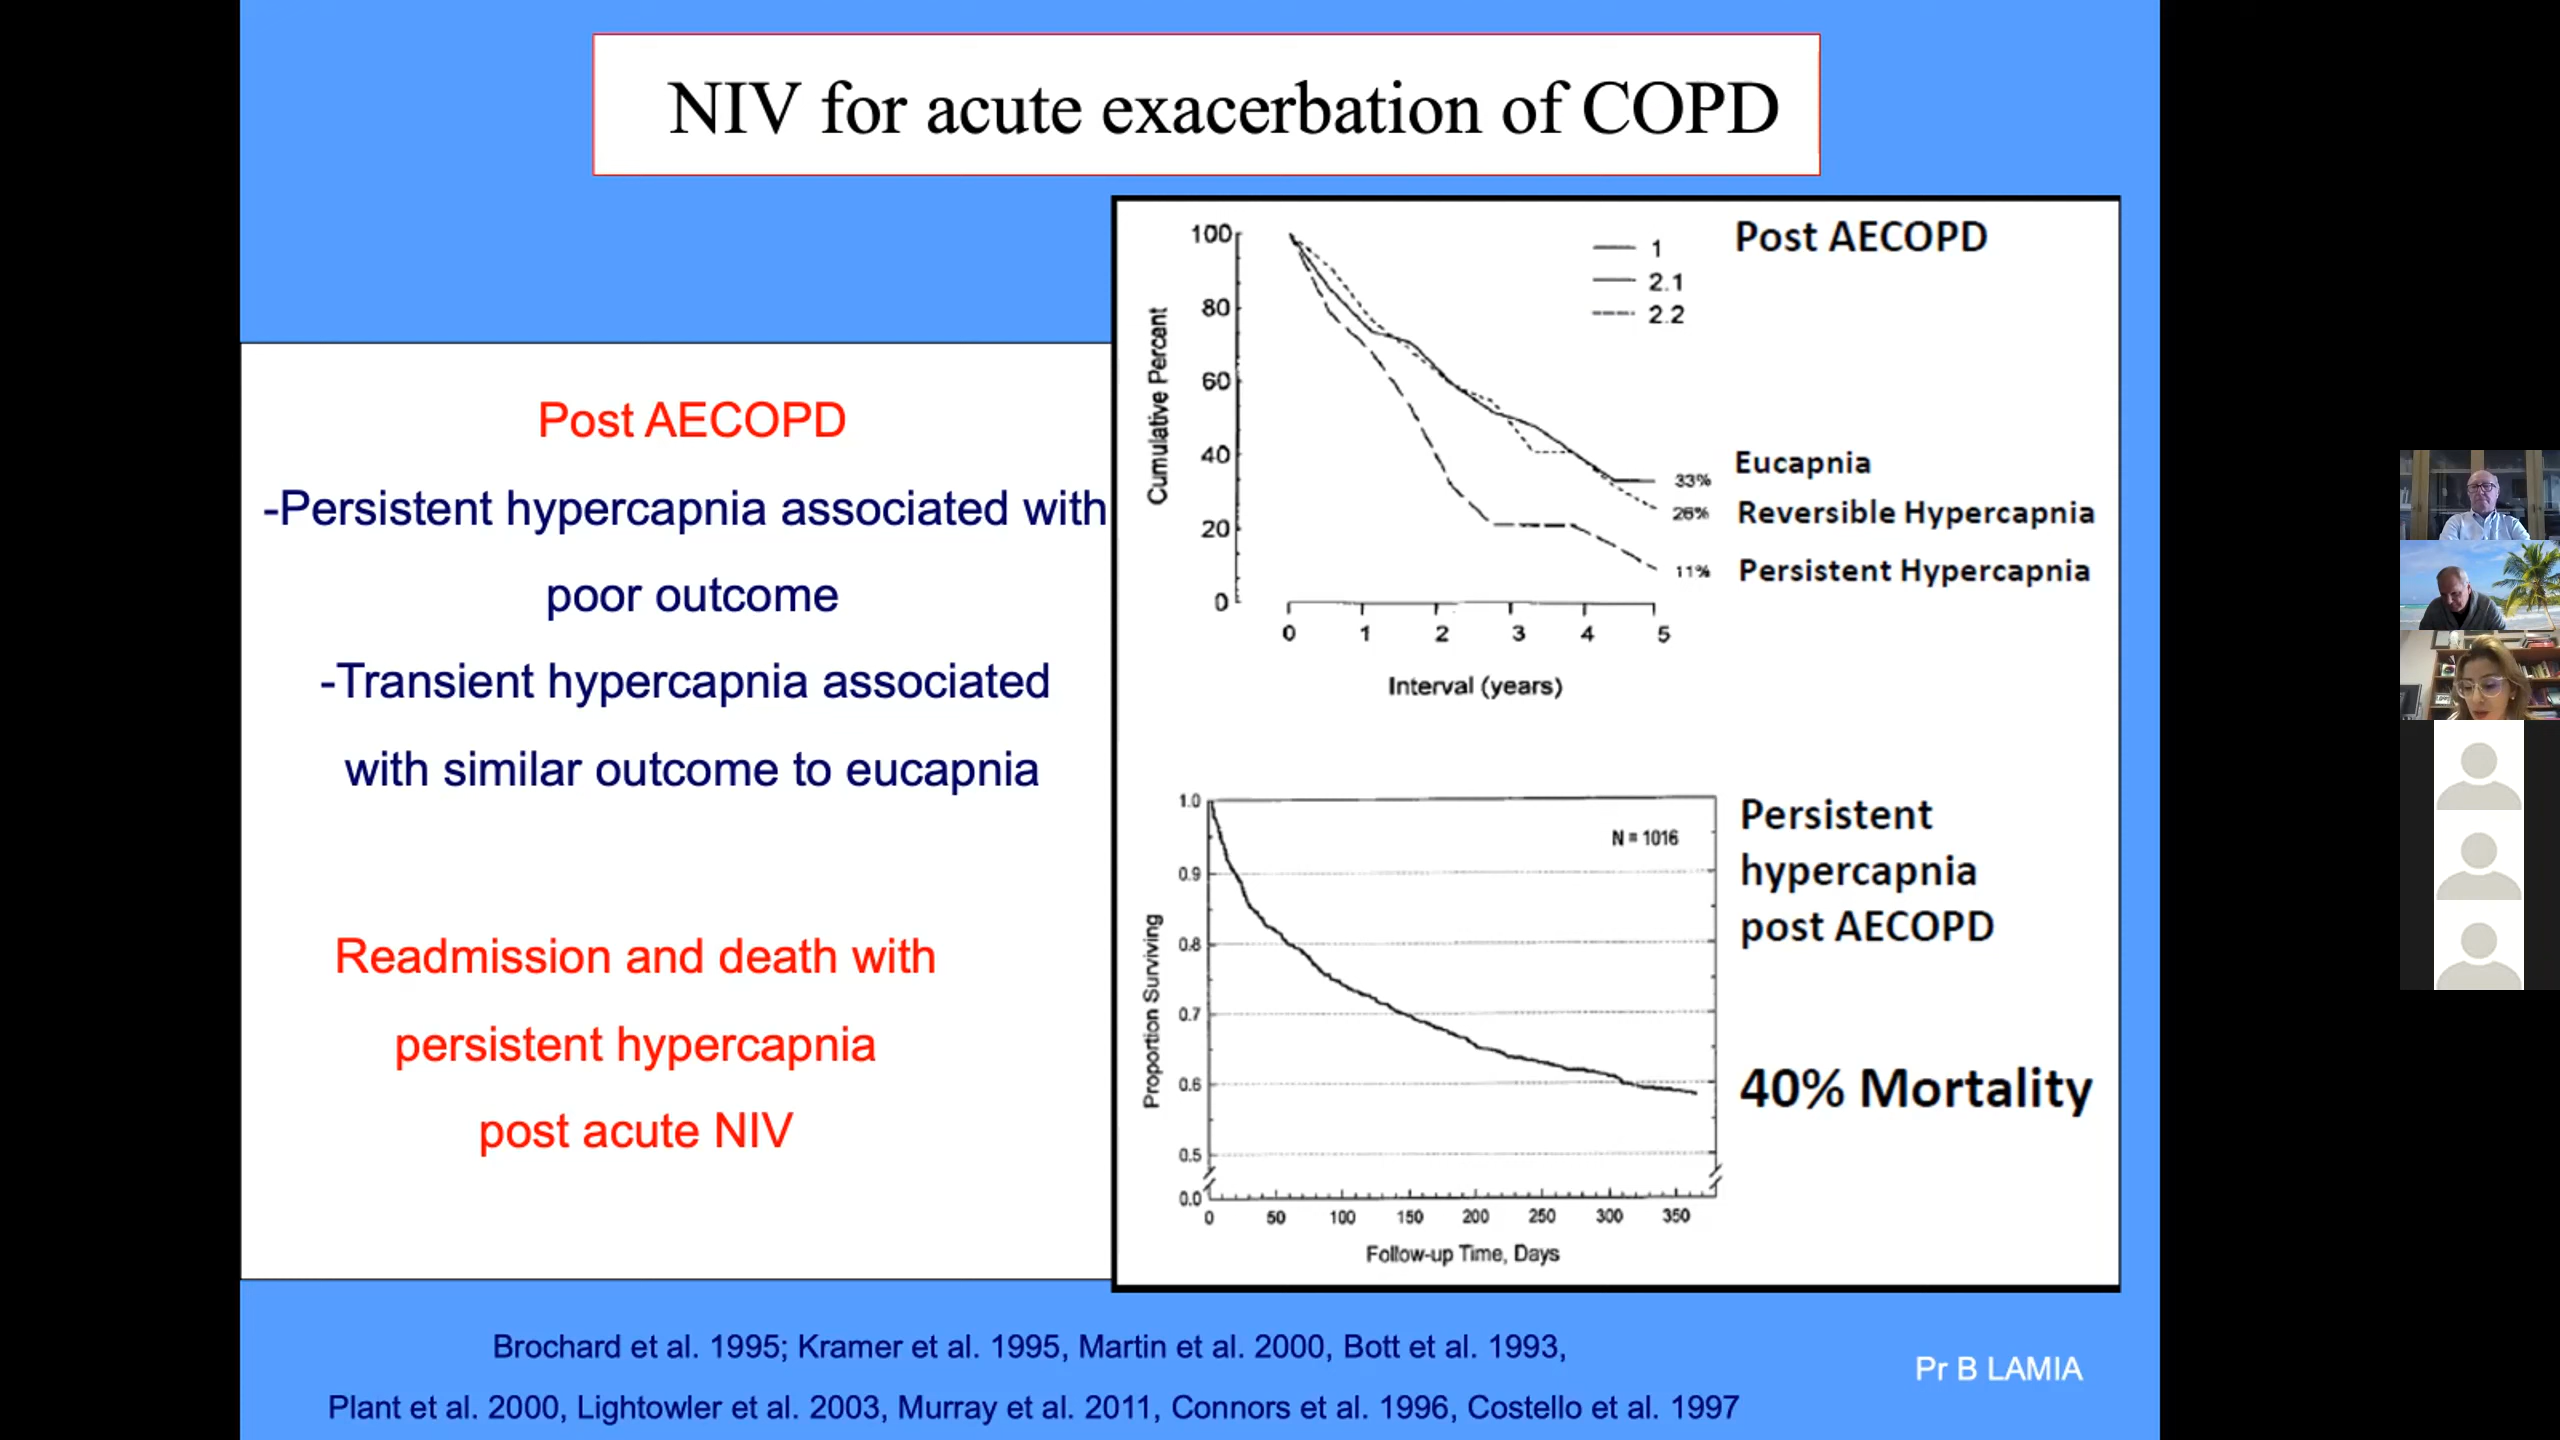 NIV for acute exacerbation of COPD
Post AECOPD
-Persistent hypercapnia associated with
poor outcome
-Transient hypercapnia associated
with similar outcome to eucapnia
Readmission and death with
persistent hypercapnia
post acute NIV
Post AECOPD
1
2.1
2.2
Cumulative Percent
100
80
60
40
20
0
33%
26%
11%
Eucapnia
Reversible Hypercapnia
Persistent Hypercapnia
0 1 2 3 4 5
Interval (years)
Persistent
hypercapnia
post AECOPD
40% Mortality
N = 1016
Proportion Surviving
1.0
0.9
0.8
0.7
0.6
0.5
0.0
0 50 100 150 200 250 300 350
Follow-up Time, Days
Brochard et al. 1995; Kramer et al. 1995, Martin et al. 2000, Bott et al. 1993,
Plant et al. 2000, Lightowler et al. 2003, Murray et al. 2011, Connors et al. 1996, Costello et al. 1997
Pr B LAMIA